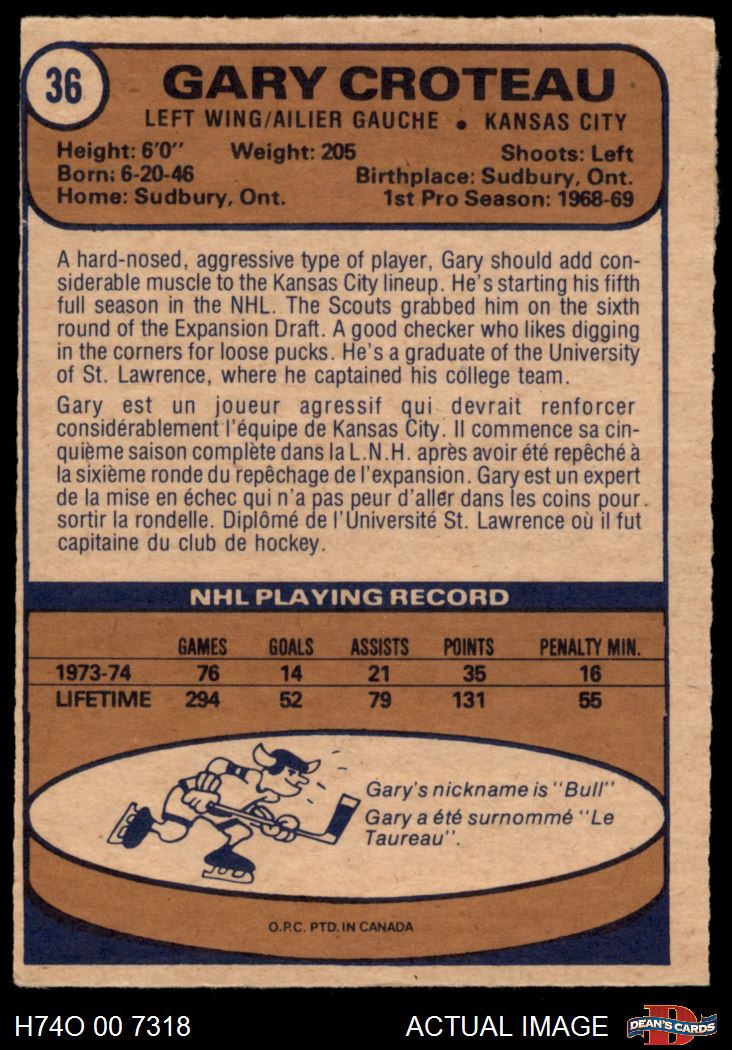 36
GARY CROTEAU
LEFT WING/AILIER GAUCHE • KANSAS CITY
Height: 6'0'' Weight: 205 Shoots: Left
Born: 6-20-46 Birthplace: Sudbury, Ont.
Home: Sudbury, Ont. 1st Pro Season: 1968-69
A hard-nosed, aggressive type of player, Gary should add con-
siderable muscle to the Kansas City lineup. He's starting his fifth
full season in the NHL. The Scouts grabbed him on the sixth
round of the Expansion Draft. A good checker who likes digging
in the corners for loose pucks. He's a graduate of the University
of St. Lawrence, where he captained his college team.
Gary est un joueur agressif qui devrait renforcer
considérablement l'équipe de Kansas City. Il commence sa cin-
quième saison complète dans la L.N.H. après avoir été repêché à
la sixième ronde du repêchage de l'expansion. Gary est un expert
de la mise en échec qui n'a pas peur d'aller dans les coins pour
sortir la rondelle. Diplômé de l'Université St. Lawrence où il fut
capitaine du club de hockey.
NHL PLAYING RECORD
GAMES GOALS ASSISTS POINTS PENALTY MIN.
1973-74 76 14 21 35 16
LIFETIME 294 52 79 131 55
Gary's nickname is ''Bull''
Gary a été surnommé ''Le
Taureau''.
O.P.C. PTD. IN CANADA
H74O 00 7318 ACTUAL IMAGE D DEAN'S CARDS